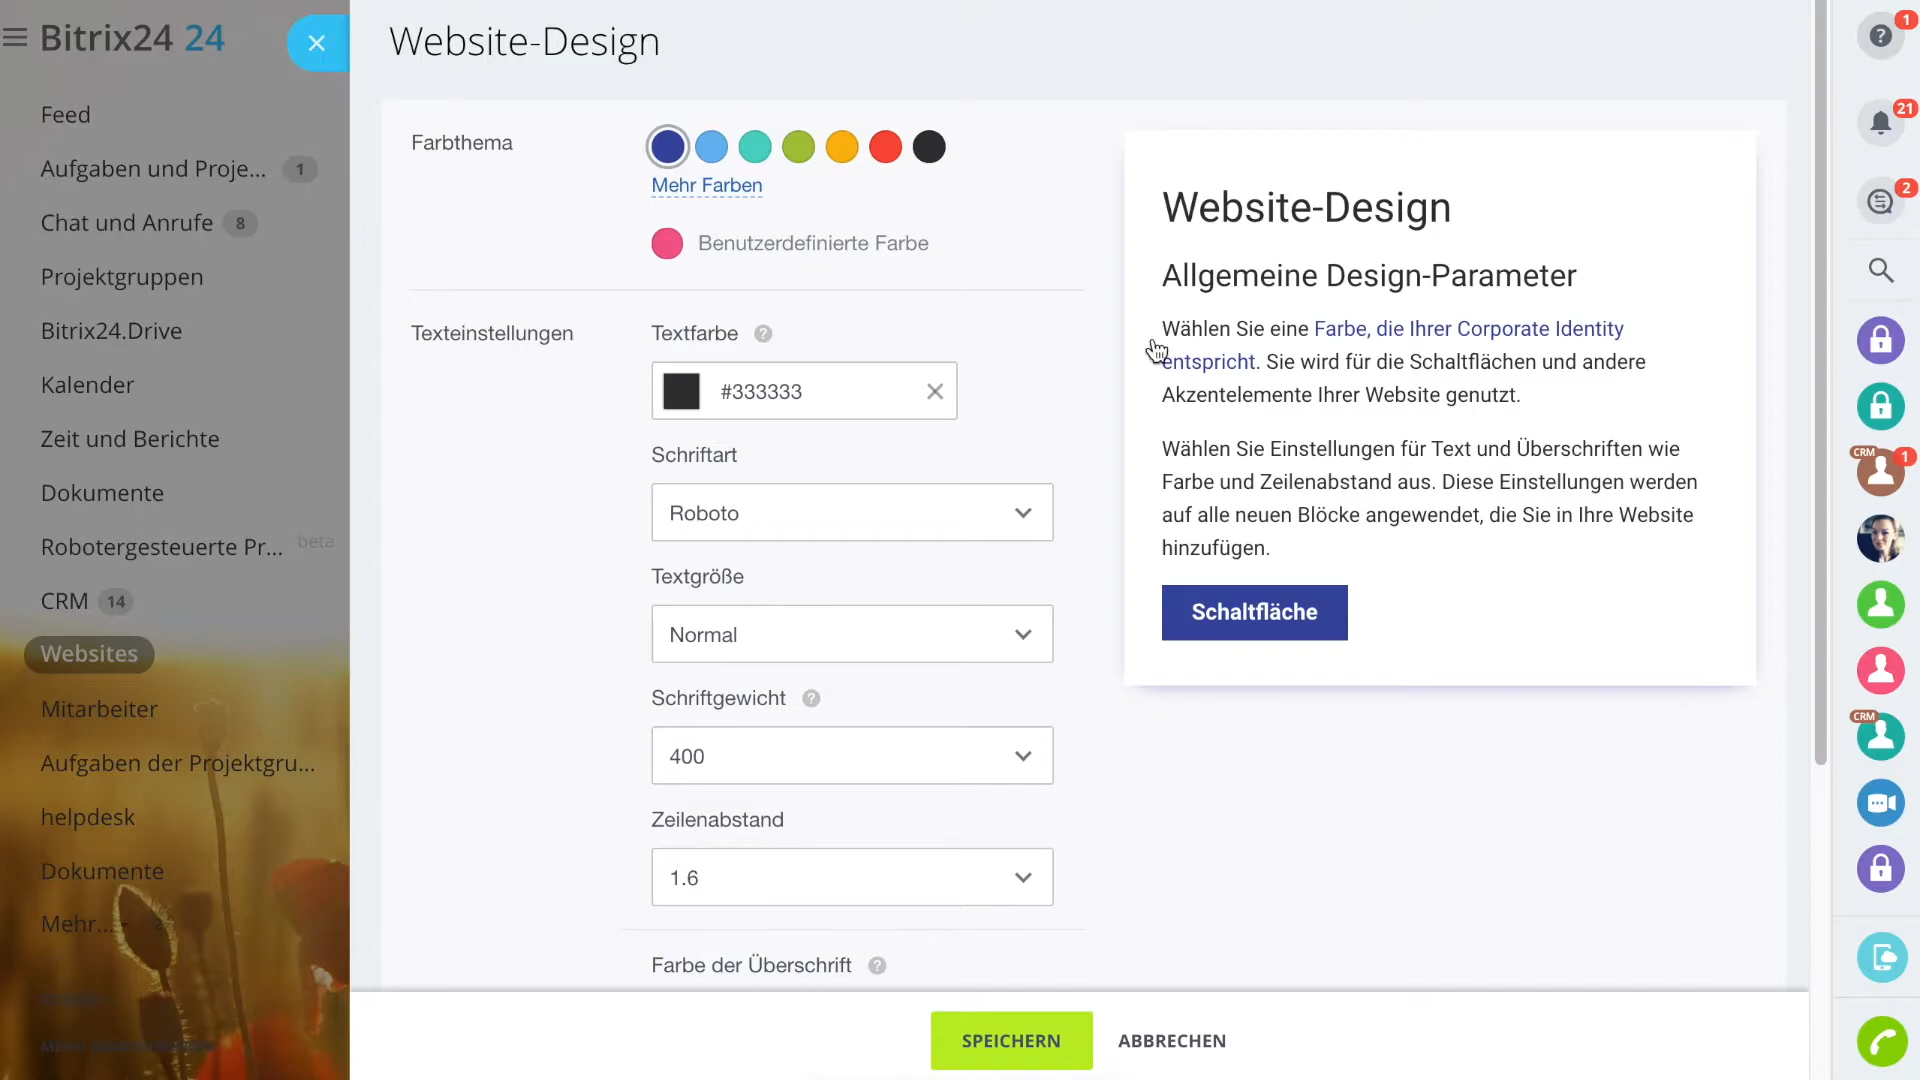 Bitrix24 24
Feed
Aufgaben und Proje... 1
Chat und Anrufe 8
Projektgruppen
Bitrix24.Drive
Kalender
Zeit und Berichte
Dokumente
Robotergesteuerte Pr... beta
CRM 14
Websites
Mitarbeiter
Aufgaben der Projektgru...
helpdesk
Dokumente
Mehr...
Website-Design
Farbthema
Mehr Farben
Benutzerdefinierte Farbe
Texteinstellungen
Textfarbe ?
#333333
Schriftart
Roboto
Textgröße
Normal
Schriftgewicht ?
400
Zeilenabstand
1.6
Farbe der Überschrift ?
Website-Design
Allgemeine Design-Parameter
Wählen Sie eine Farbe, die Ihrer Corporate Identity
entspricht. Sie wird für die Schaltflächen und andere
Akzentelemente Ihrer Website genutzt.
Wählen Sie Einstellungen für Text und Überschriften wie
Farbe und Zeilenabstand aus. Diese Einstellungen werden
auf alle neuen Blöcke angewendet, die Sie in Ihre Website
hinzufügen.
Schaltfläche
SPEICHERN ABBRECHEN
? 1
21
2
CRM 1
CRM